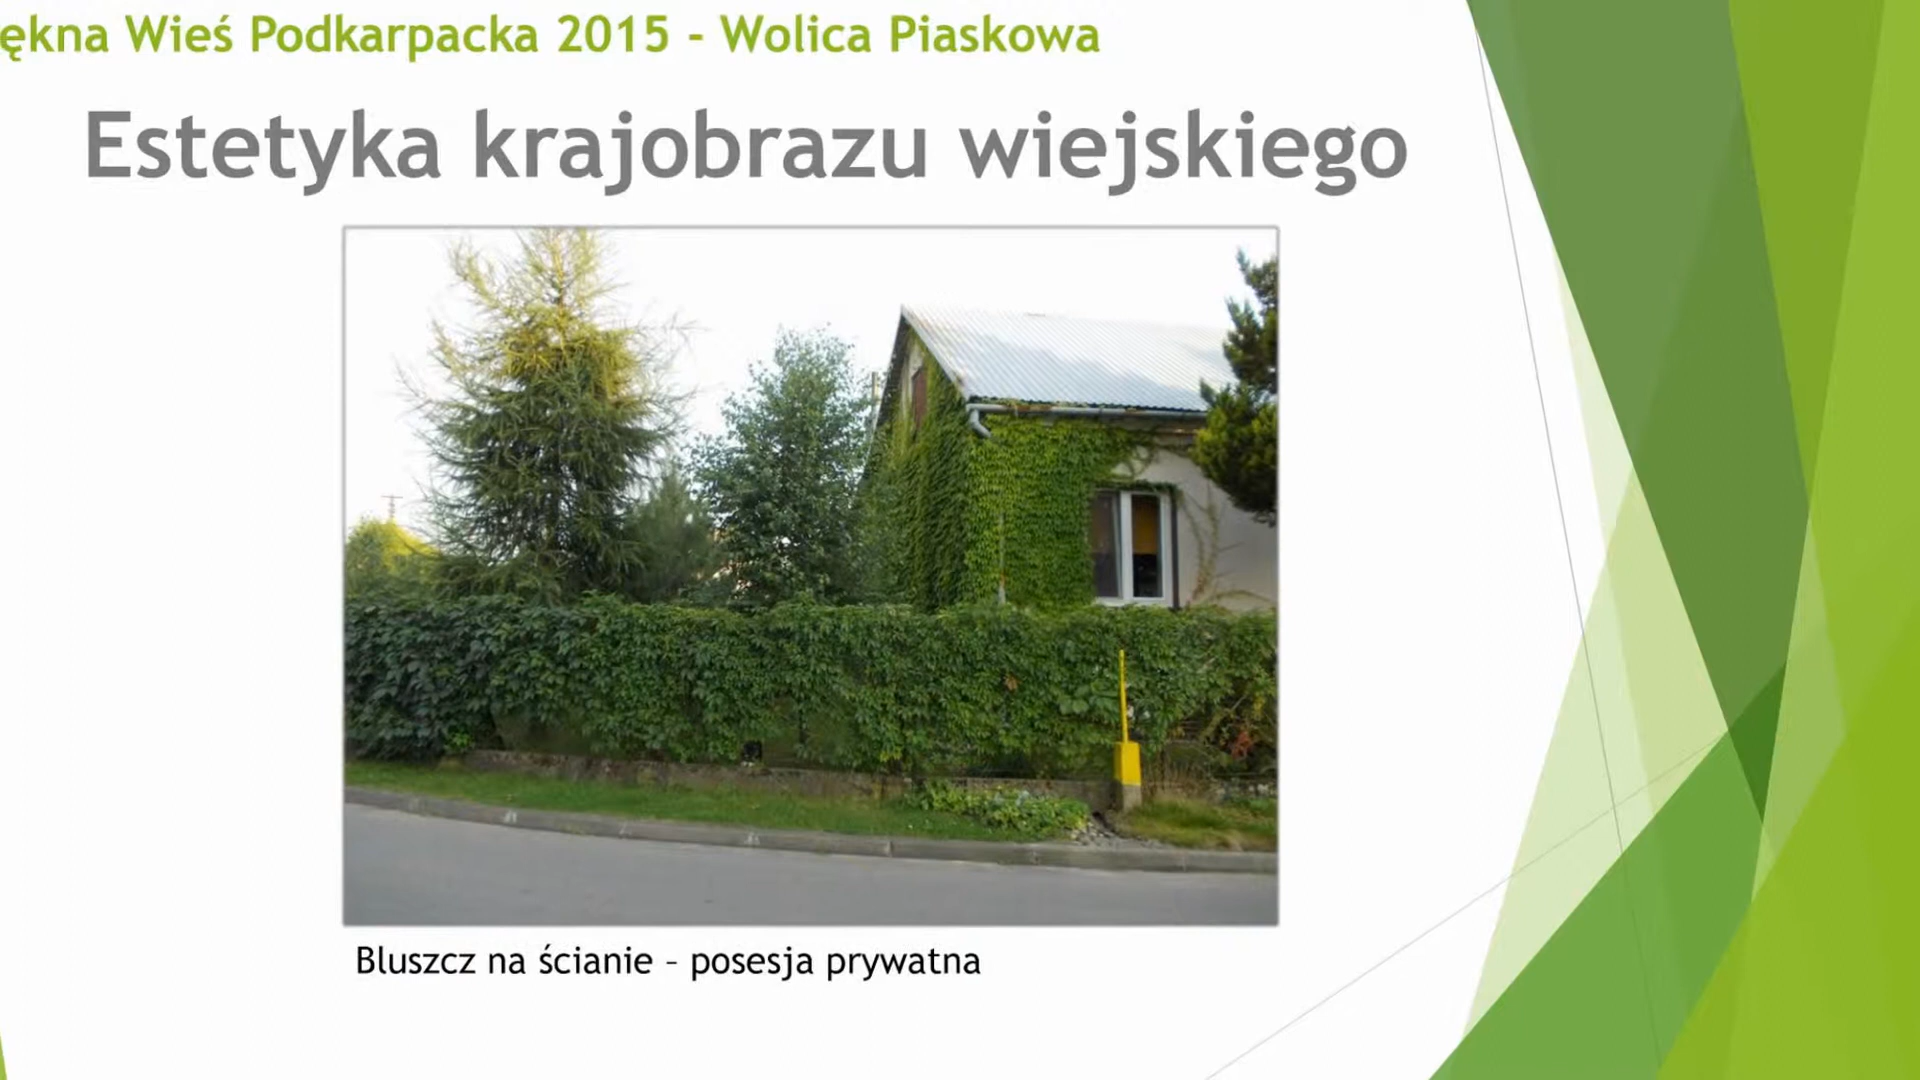 ękna Wieś Podkarpacka 2015 - Wolica Piaskowa
Estetyka krajobrazu wiejskiego
Bluszcz na ścianie – posesja prywatna